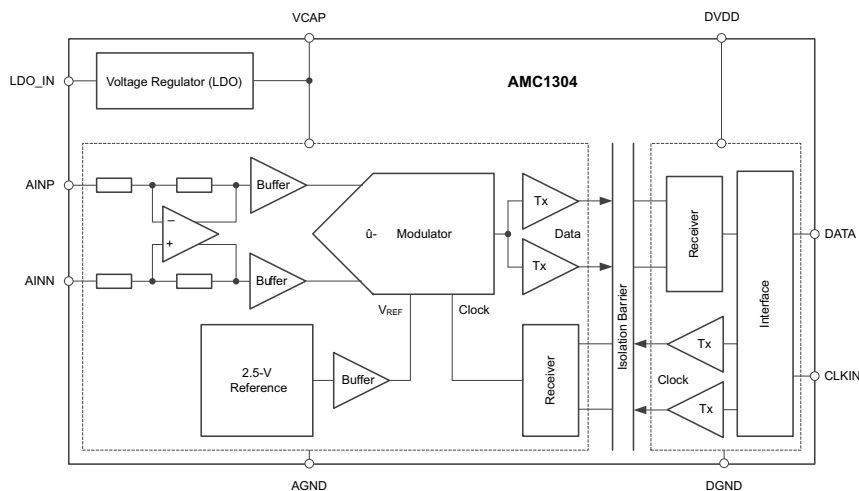 VCAP
DVDD
LDO_IN
Voltage Regulator (LDO)
AMC1304
AINP
Buffer
Tx
−
û- Modulator
Data
+
Tx
AINN
Buffer
Receiver
DATA
Isolation Barrier
Interface
VREF
Clock
2.5-V
Reference
Buffer
Receiver
Tx
Clock
CLKIN
Tx
AGND
DGND